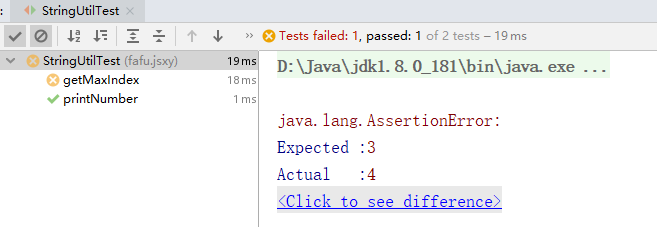 StringUtilTest ×
Tests failed: 1, passed: 1 of 2 tests – 19 ms
StringUtilTest (fafu.jsxy) 19 ms
getMaxIndex 18 ms
printNumber 1 ms
D:\Java\jdk1.8.0_181\bin\java.exe ...
java.lang.AssertionError:
Expected :3
Actual   :4
<Click to see difference>